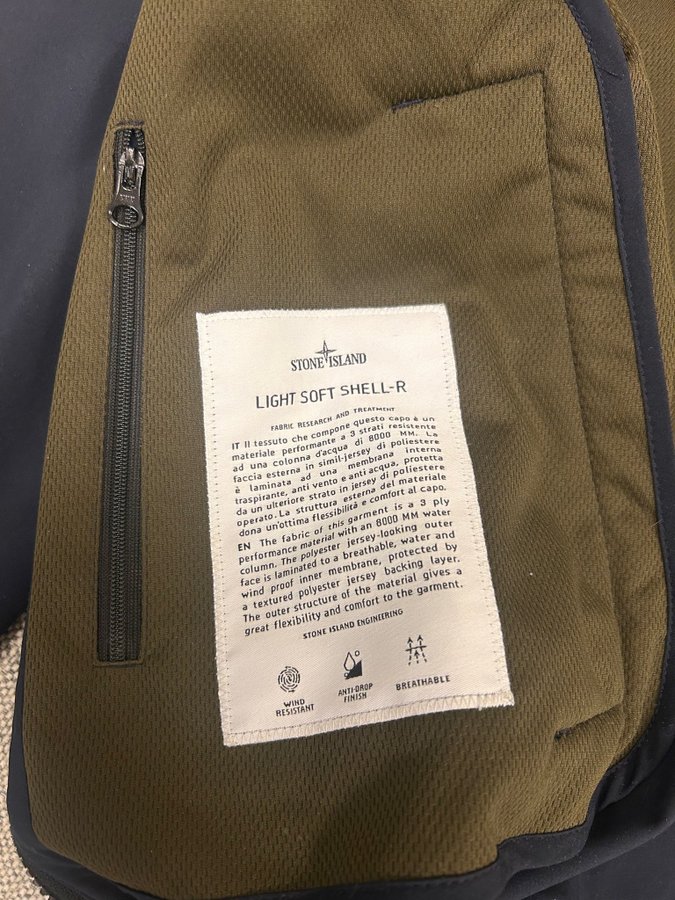 STONE ISLAND
LIGHT SOFT SHELL-R
FABRIC RESEARCH AND TREATMENT
IT Il tessuto che compone questo capo è un
materiale performante a 3 strati resistente
ad una colonna d'acqua di 8000 MM. La
faccia esterna in simil-jersey di poliestere
è laminata ad una membrana interna
traspirante, anti vento e anti acqua, protetta
da un ulteriore strato in jersey di poliestere
operato. La struttura esterna del materiale
dona un'ottima flessibilità e comfort al capo.
EN The fabric of this garment is a 3 ply
performance material with an 8000 MM water
column. The polyester jersey-looking outer
face is laminated to a breathable, water and
wind proof inner membrane, protected by
a textured polyester jersey backing layer.
The outer structure of the material gives a
great flexibility and comfort to the garment.
STONE ISLAND ENGINEERING
WIND
RESISTANT
ANTI-DROP
FINISH
BREATHABLE